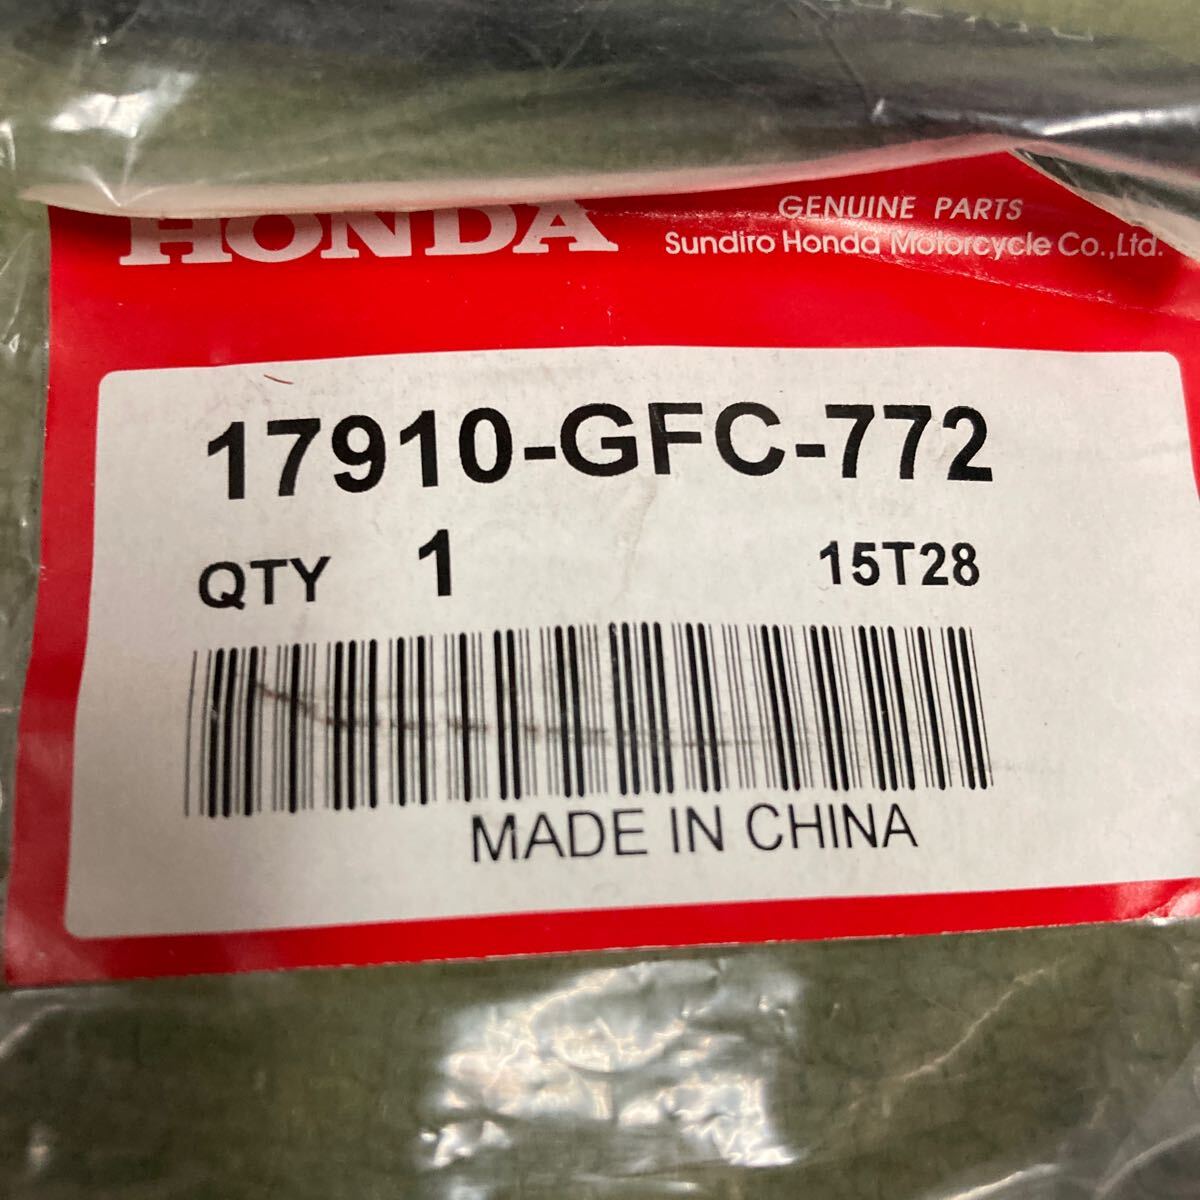 HONDA
GENUINE PARTS
Sundiro Honda Motorcycle Co.,Ltd.
17910-GFC-772
QTY 1 15T28
MADE IN CHINA